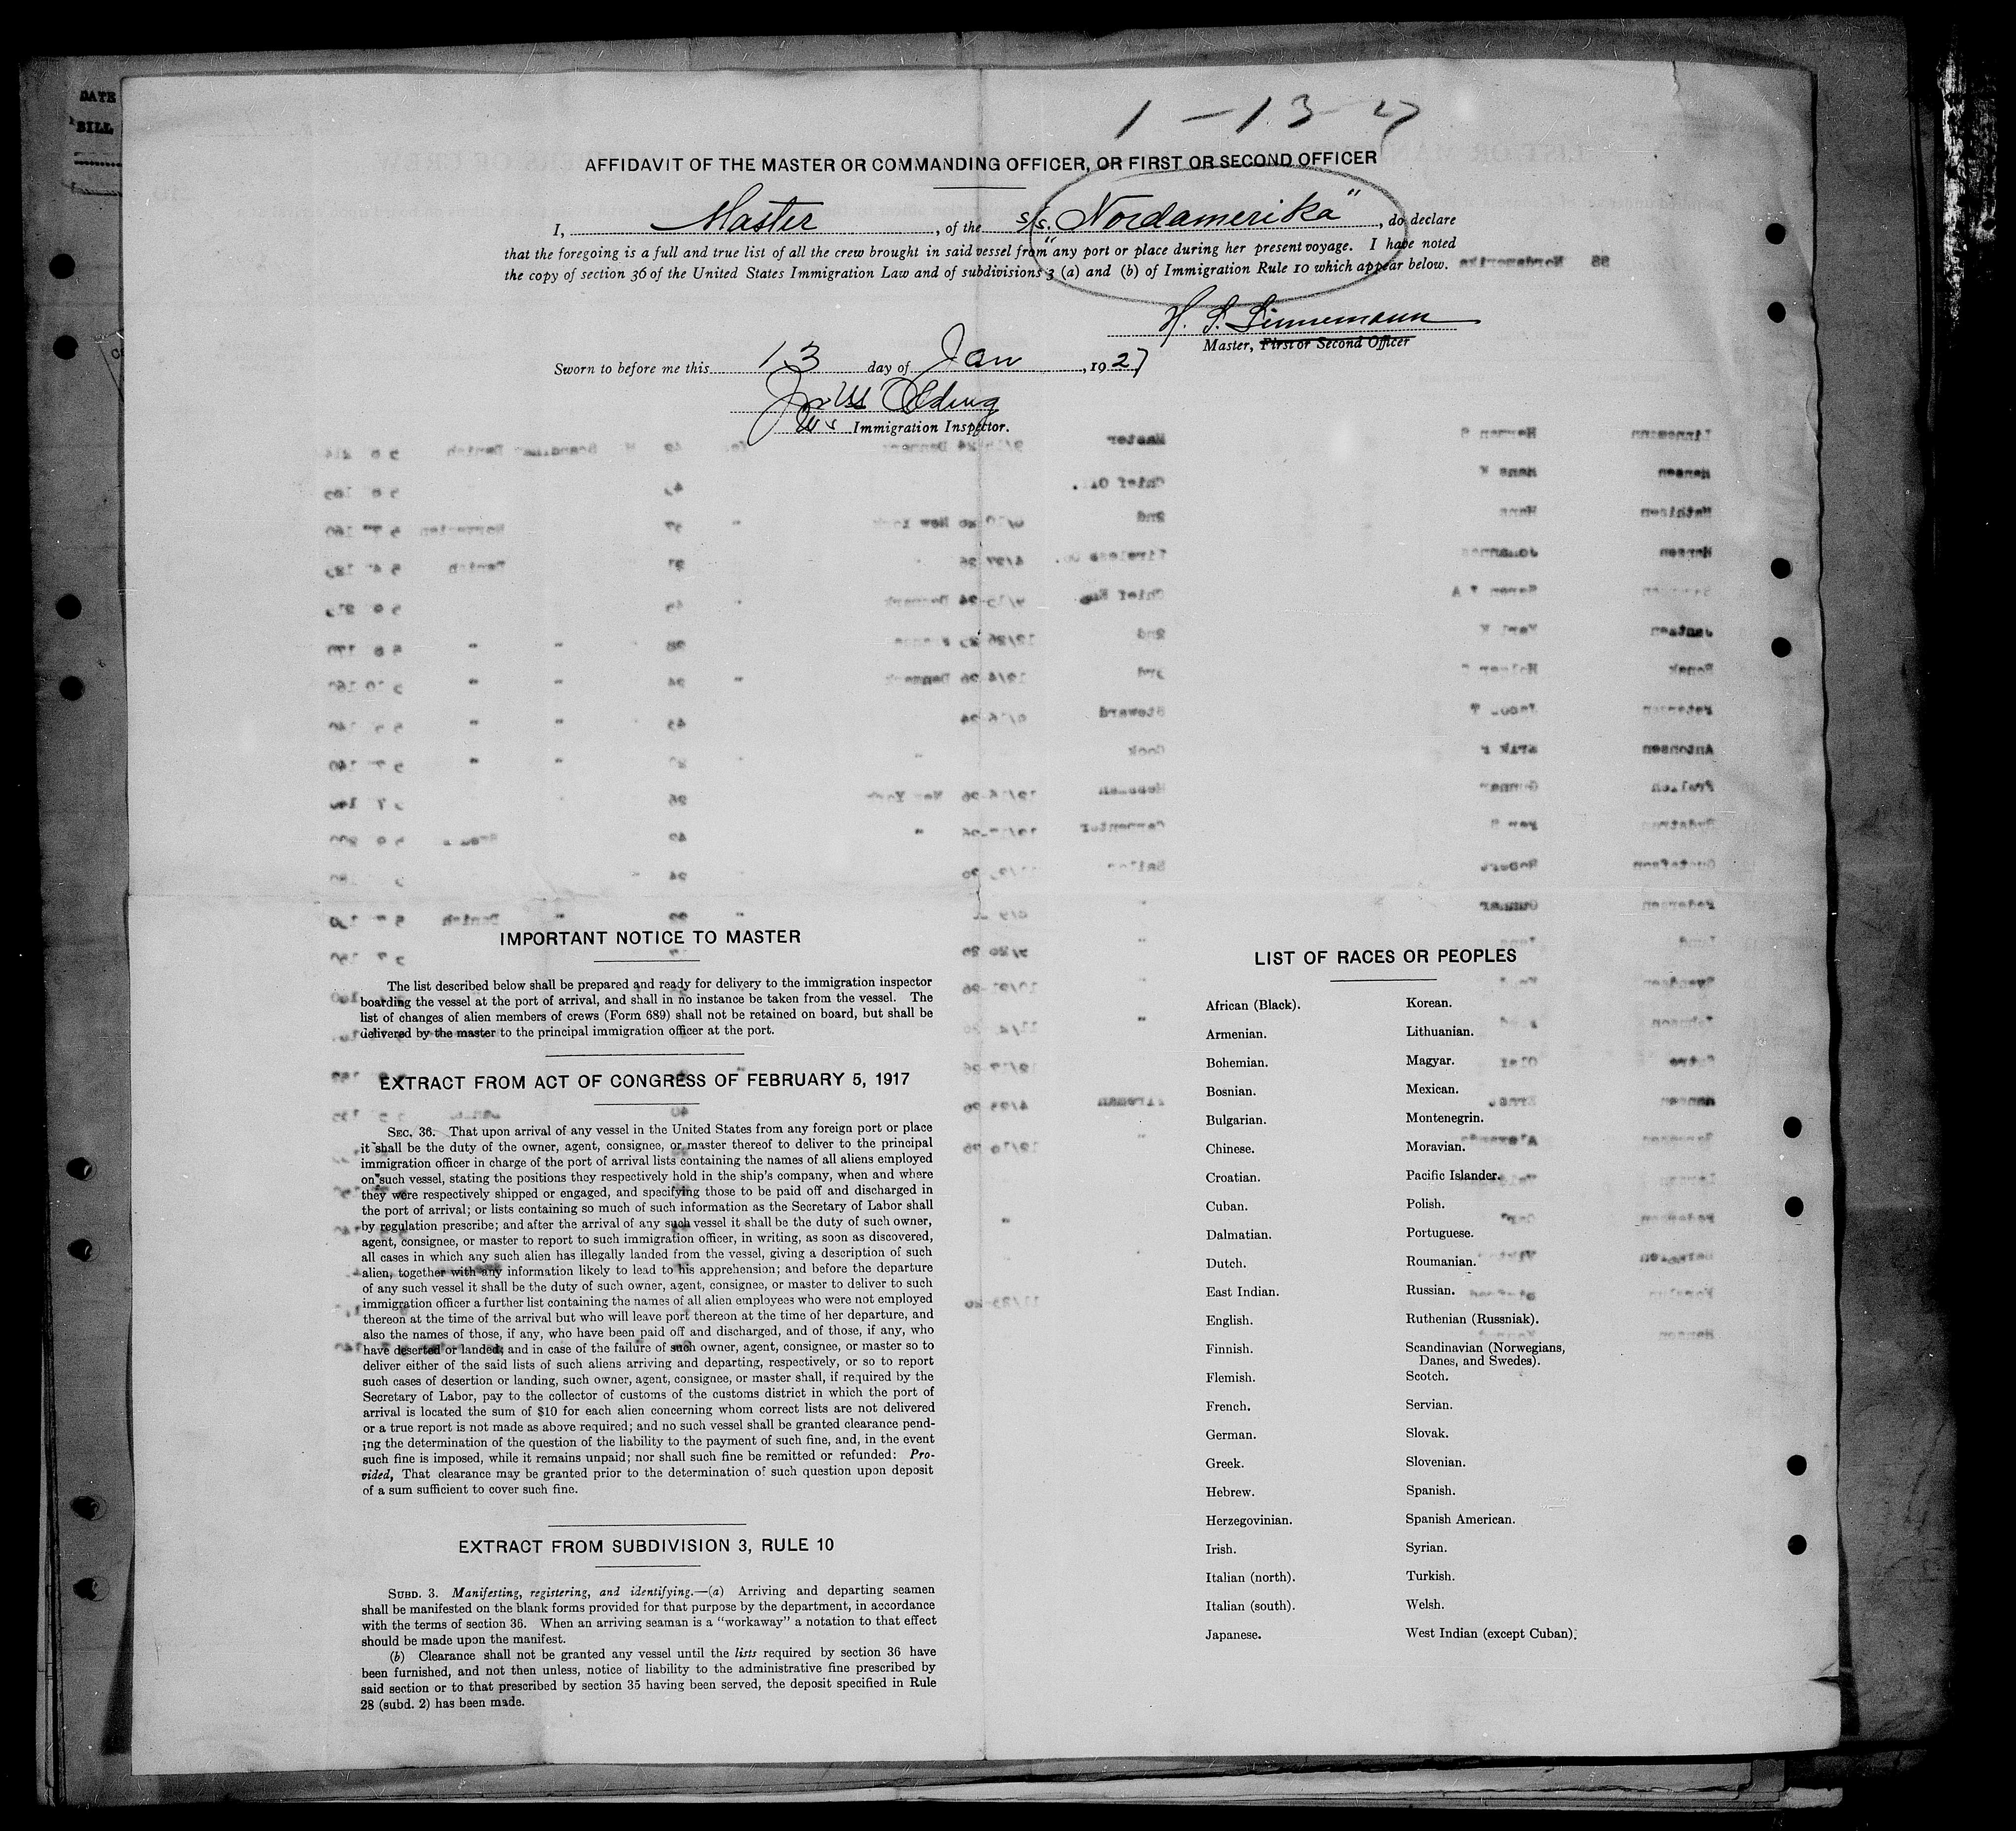 DATE
BILL
1-13-27
AFFIDAVIT OF THE MASTER OR COMMANDING OFFICER, OR FIRST OR SECOND OFFICER
I, Master, of the S/S. "Nordamerika", do declare
that the foregoing is a full and true list of all the crew brought in said vessel from any port or place during her present voyage. I have noted
the copy of section 36 of the United States Immigration Law and of subdivisions 3 (a) and (b) of Immigration Rule 10 which appear below.
H. S. Linnemann
Master, First or Second Officer
Sworn to before me this 13 day of Jan, 1927
US Immigration Inspector.
IMPORTANT NOTICE TO MASTER
The list described below shall be prepared and ready for delivery to the immigration inspector
boarding the vessel at the port of arrival, and shall in no instance be taken from the vessel. The
list of changes of alien members of crews (Form 689) shall not be retained on board, but shall be
delivered by the master to the principal immigration officer at the port.
EXTRACT FROM ACT OF CONGRESS OF FEBRUARY 5, 1917
SEC. 36. That upon arrival of any vessel in the United States from any foreign port or place
it shall be the duty of the owner, agent, consignee, or master thereof to deliver to the principal
immigration officer in charge of the port of arrival lists containing the names of all aliens employed
on such vessel, stating the positions they respectively hold in the ship's company, when and where
they were respectively shipped or engaged, and specifying those to be paid off and discharged in
the port of arrival; or lists containing so much of such information as the Secretary of Labor shall
by regulation prescribe; and after the arrival of any such vessel it shall be the duty of such owner,
agent, consignee, or master to report to such immigration officer, in writing, as soon as discovered,
all cases in which any such alien has illegally landed from the vessel, giving a description of such
alien, together with any information likely to lead to his apprehension; and before the departure
of any such vessel it shall be the duty of such owner, agent, consignee, or master to deliver to such
immigration officer a further list containing the names of all alien employees who were not employed
thereon at the time of the arrival but who will leave port thereon at the time of her departure, and
also the names of those, if any, who have been paid off and discharged, and of those, if any, who
have deserted or landed; and in case of the failure of such owner, agent, consignee, or master so to
deliver either of the said lists of such aliens arriving and departing, respectively, or so to report
such cases of desertion or landing, such owner, agent, consignee, or master shall, if required by the
Secretary of Labor, pay to the collector of customs of the customs district in which the port of
arrival is located the sum of $10 for each alien concerning whom correct lists are not delivered
or a true report is not made as above required; and no such vessel shall be granted clearance pend-
ing the determination of the question of the liability to the payment of such fine, and, in the event
such fine is imposed, while it remains unpaid; nor shall such fine be remitted or refunded: Pro-
vided, That clearance may be granted prior to the determination of such question upon deposit
of a sum sufficient to cover such fine.
EXTRACT FROM SUBDIVISION 3, RULE 10
SUBD. 3. Manifesting, registering, and identifying.—(a) Arriving and departing seamen
shall be manifested on the blank forms provided for that purpose by the department, in accordance
with the terms of section 36. When an arriving seaman is a "workaway" a notation to that effect
should be made upon the manifest.
(b) Clearance shall not be granted any vessel until the lists required by section 36 have
been furnished, and not then unless, notice of liability to the administrative fine prescribed by
said section or to that prescribed by section 35 having been served, the deposit specified in Rule
28 (subd. 2) has been made.
LIST OF RACES OR PEOPLES
African (Black).
Armenian.
Bohemian.
Bosnian.
Bulgarian.
Chinese.
Croatian.
Cuban.
Dalmatian.
Dutch.
East Indian.
English.
Finnish.
Flemish.
French.
German.
Greek.
Hebrew.
Herzegovinian.
Irish.
Italian (north).
Italian (south).
Japanese.
Korean.
Lithuanian.
Magyar.
Mexican.
Montenegrin.
Moravian.
Pacific Islander.
Polish.
Portuguese.
Roumanian.
Russian.
Ruthenian (Russniak).
Scandinavian (Norwegians,
Danes, and Swedes).
Scotch.
Servian.
Slovak.
Slovenian.
Spanish.
Spanish American.
Syrian.
Turkish.
Welsh.
West Indian (except Cuban).